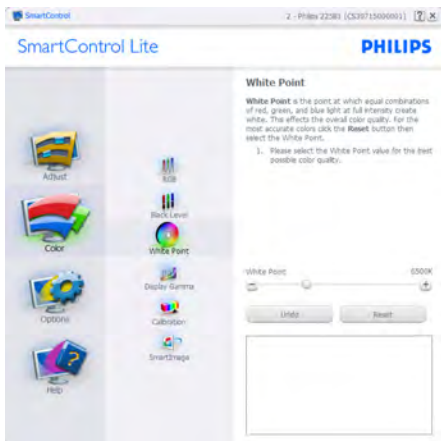 SmartControl
2 - Philips 225B1 (CS30715000001)
?
SmartControl Lite
PHILIPS
White Point
White Point is the point at which equal combinations
of red, green, and blue light at full intensity create
white. This effects the overall color quality. For the
most accurate colors click the Reset button then
select the White Point.
1. Please select the White Point value for the best
possible color quality.
Adjust
Color
Options
Help
RGB
Black Level
White Point
Display Gamma
Calibration
SmartImage
White Point 6500K
Undo Reset